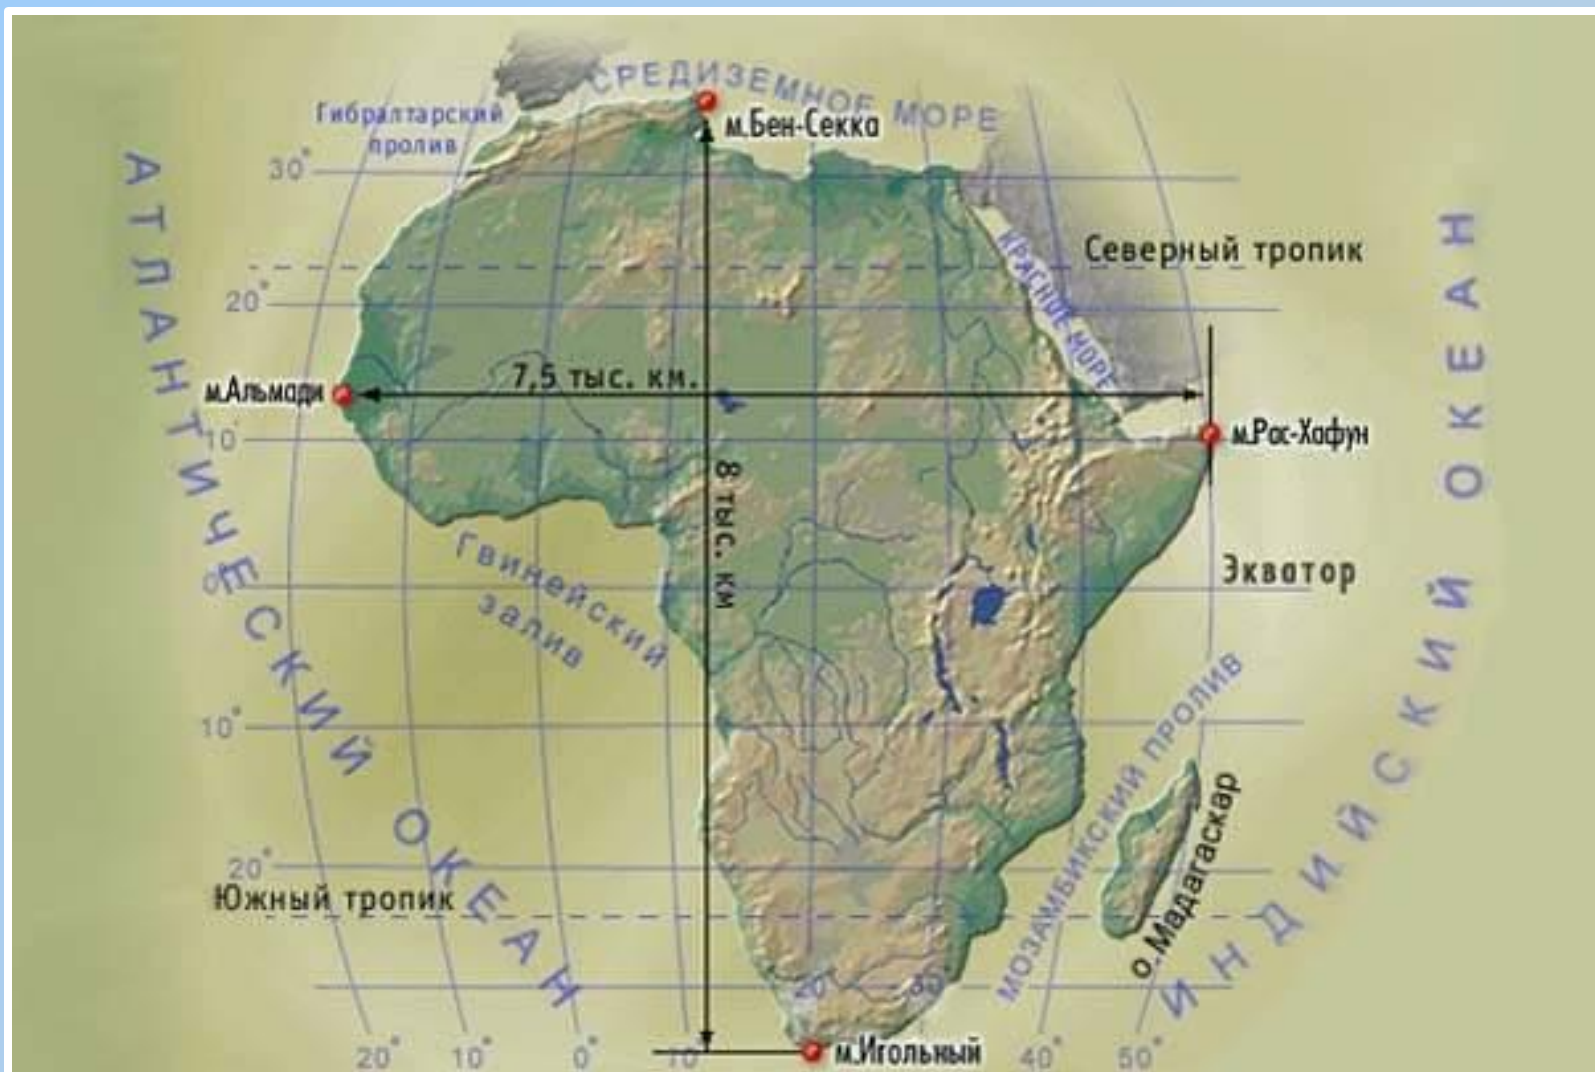 СРЕДИЗЕМНОЕ МОРЕ
Гибралтарский
пролив
м.Бен-Секка
30°
АТЛАНТИЧЕСКИЙ ОКЕАН
Северный тропик
КРАСНОЕ МОРЕ
20°
7,5 тыс. км.
м.Альмади
10°
м.Рас-Хафун
8 тыс. км
ИНДИЙСКИЙ ОКЕАН
Гвинейский
залив
0°
Экватор
10°
МОЗАМБИКСКИЙ ПРОЛИВ
о.Мадагаскар
20°
Южный тропик
20°
30°
20°
10°
0°
10°
м.Игольный
40°
50°